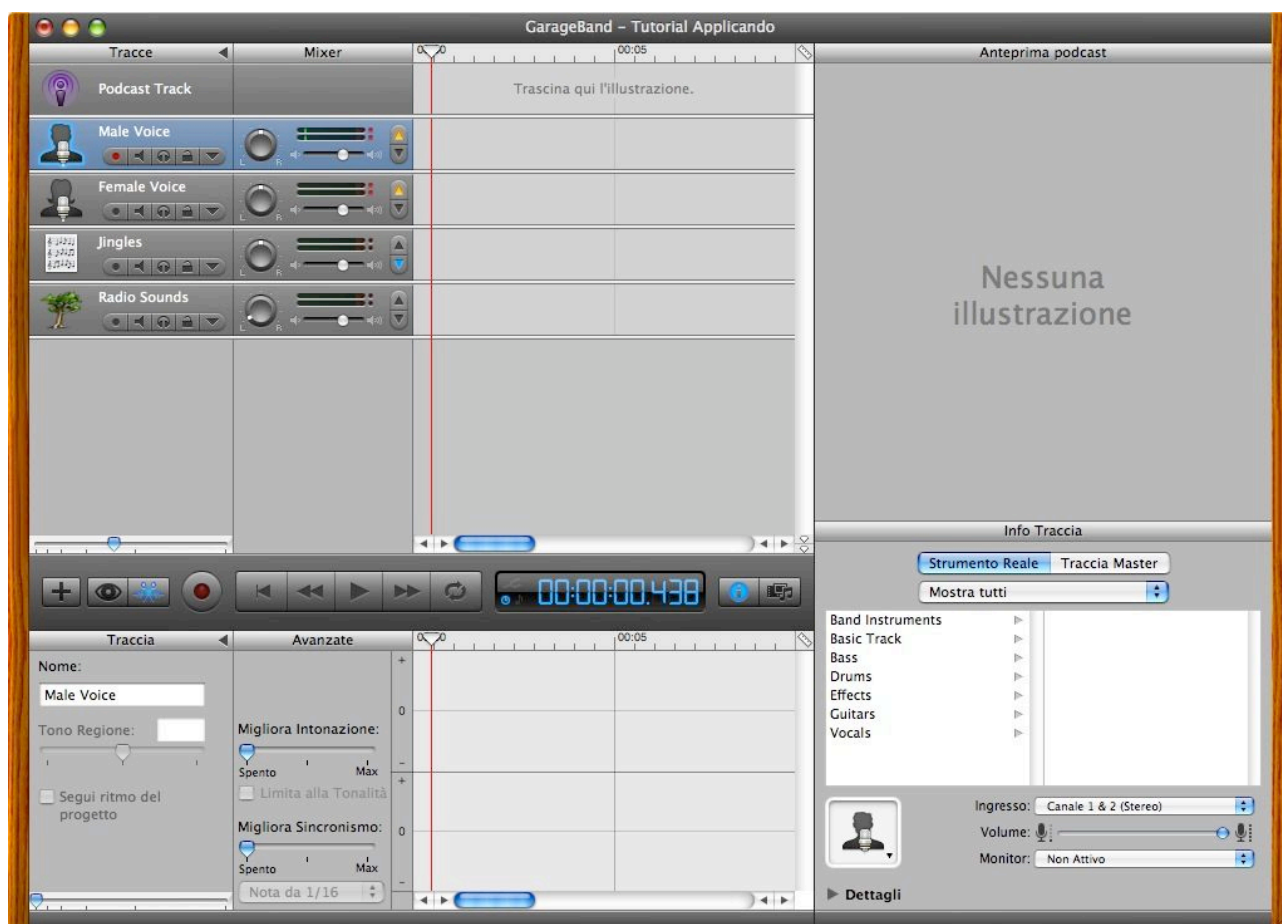 GarageBand – Tutorial Applicando
Tracce
Mixer
00:05
Anteprima podcast
Podcast Track
Trascina qui l'illustrazione.
Male Voice
L
R
Female Voice
L
R
Jingles
L
R
Radio Sounds
L
R
Nessuna
illustrazione
Info Traccia
Strumento Reale
Traccia Master
Mostra tutti
00:00:00.438
Band Instruments
Basic Track
Bass
Drums
Effects
Guitars
Vocals
Traccia
Avanzate
00:05
Nome:
Male Voice
Tono Regione:
Segui ritmo del
progetto
Migliora Intonazione:
Spento
Max
Limita alla Tonalità
Migliora Sincronismo:
Spento
Max
Nota da 1/16
+
0
–
+
0
–
Ingresso: Canale 1 & 2 (Stereo)
Volume:
Monitor: Non Attivo
Dettagli